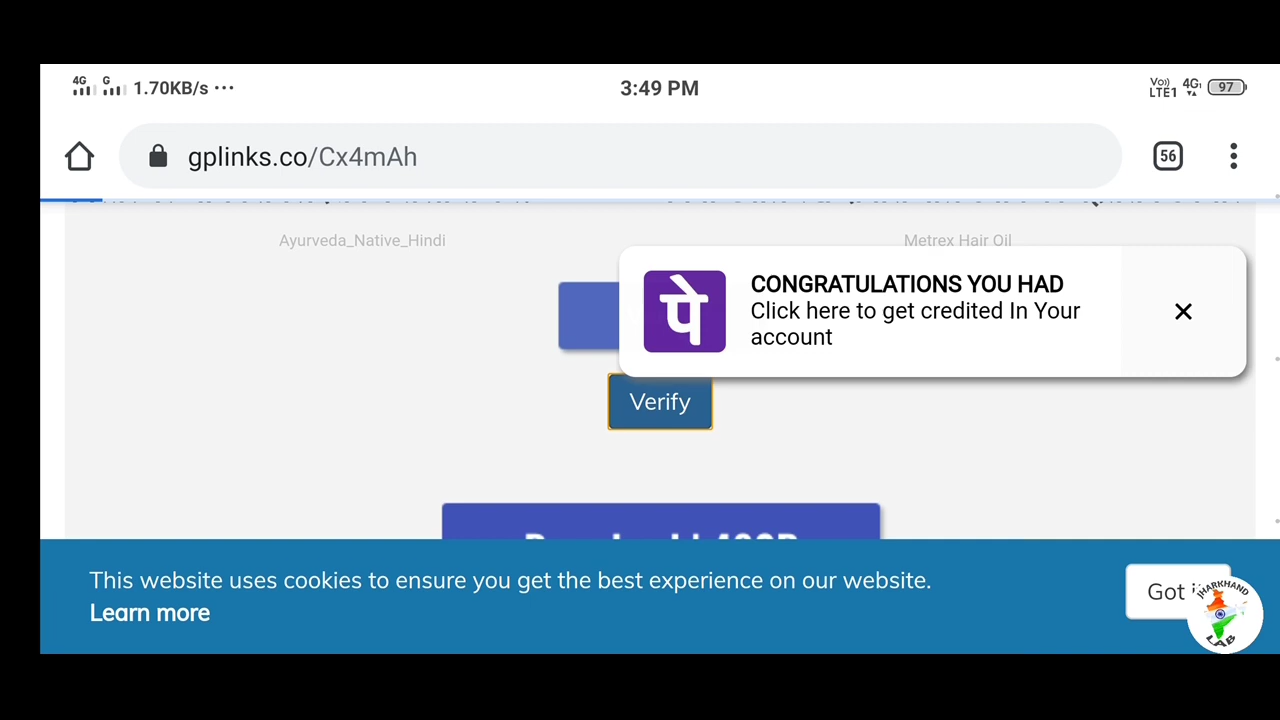 4G G 1.70KB/s ··· 3:49 PM Vo)) LTE1 4G 97
gplinks.co/Cx4mAh 56
Ayurveda_Native_Hindi Metrex Hair Oil
पे CONGRATULATIONS YOU HAD
Click here to get credited In Your
account
Verify
This website uses cookies to ensure you get the best experience on our website.
Learn more
Got
JHARKHAND
LAB